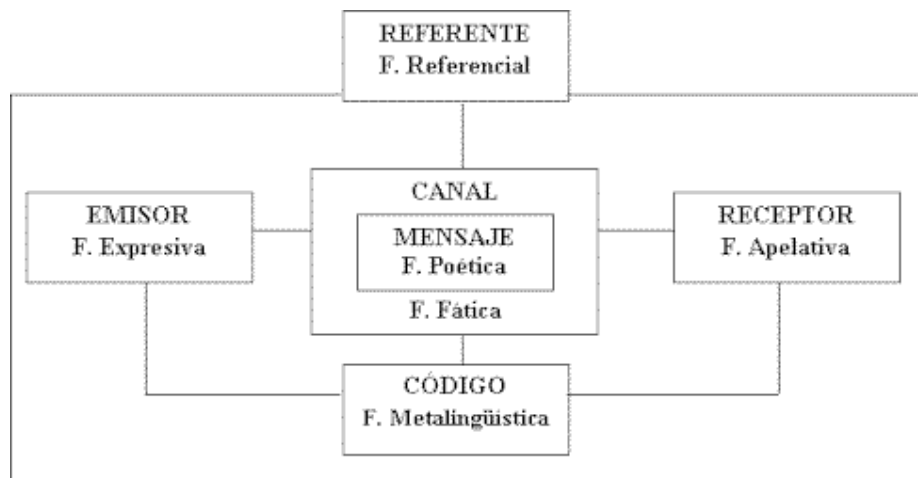 REFERENTE
F. Referencial
CANAL
EMISOR
F. Expresiva
MENSAJE
F. Poética
RECEPTOR
F. Apelativa
F. Fática
CÓDIGO
F. Metalingüística